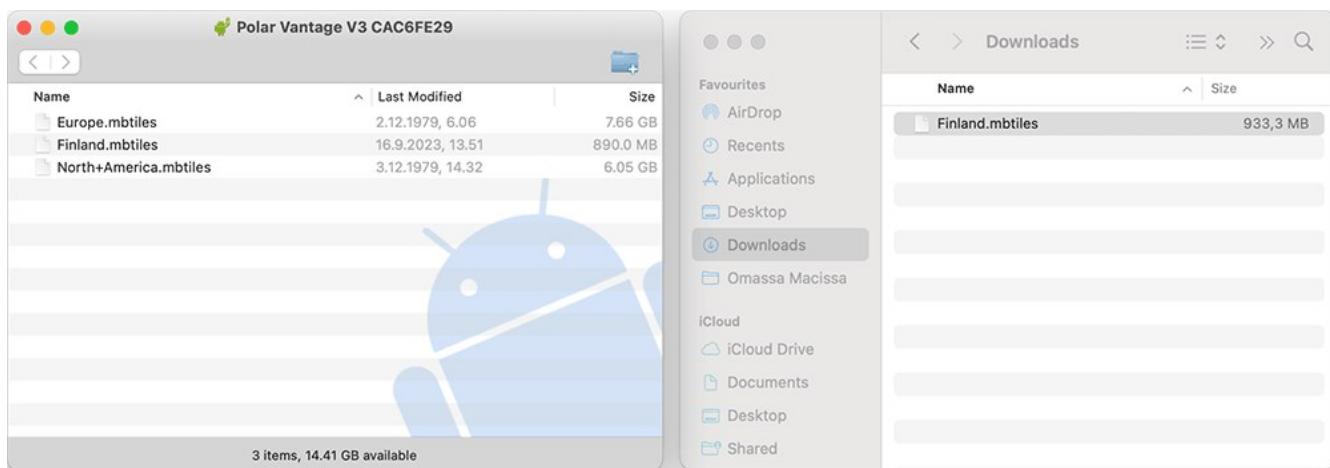 Polar Vantage V3 CAC6FE29
Name Last Modified Size
Europe.mbtiles 2.12.1979, 6.06 7.66 GB
Finland.mbtiles 16.9.2023, 13.51 890.0 MB
North+America.mbtiles 3.12.1979, 14.32 6.05 GB
3 items, 14.41 GB available
Favourites
AirDrop
Recents
Applications
Desktop
Downloads
Omassa Macissa
iCloud
iCloud Drive
Documents
Desktop
Shared
Downloads
Name Size
Finland.mbtiles 933,3 MB